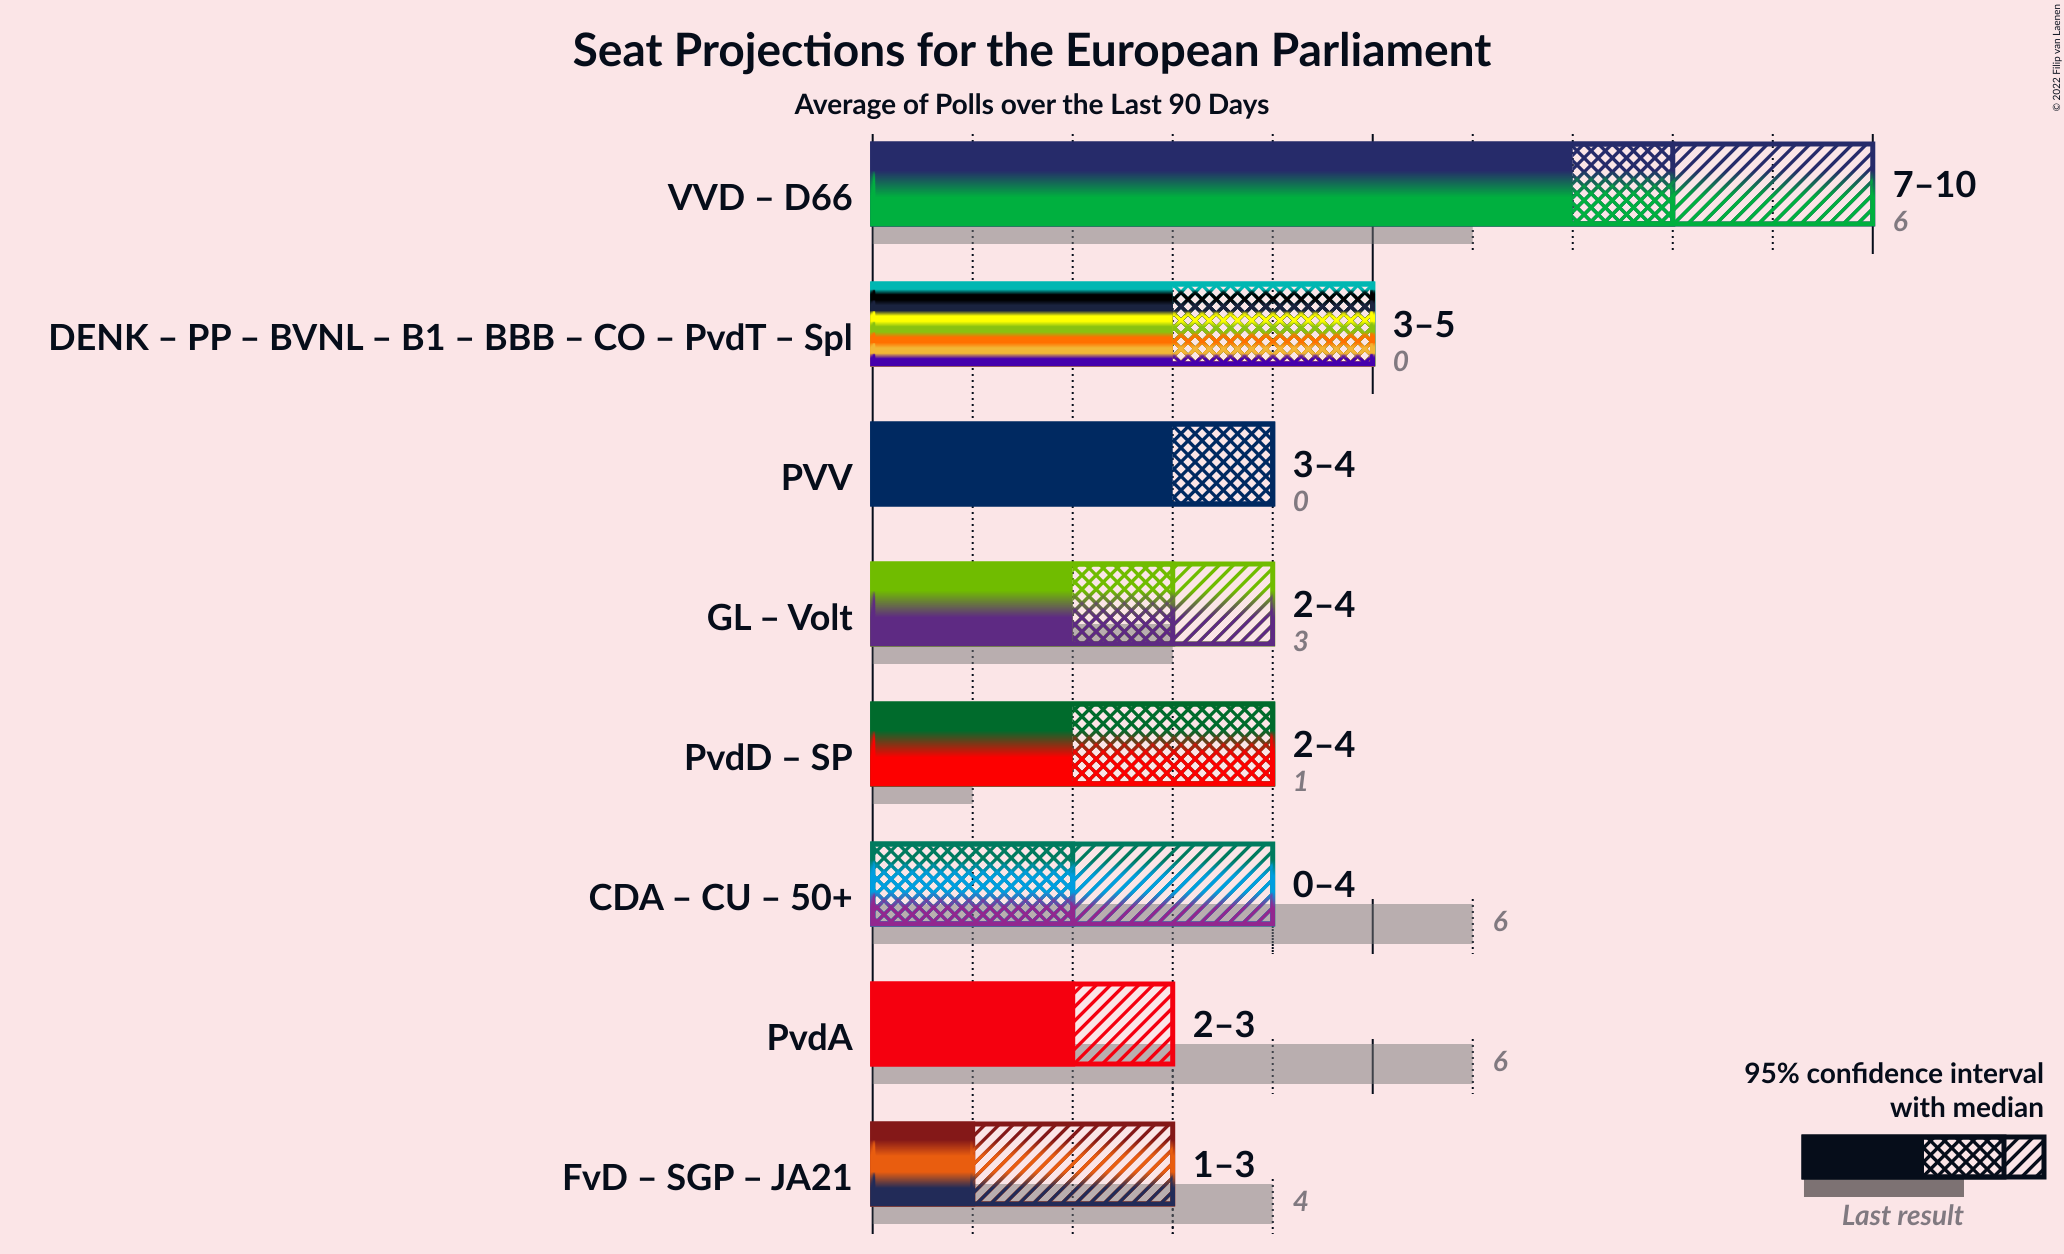 Seat Projections for the European Parliament
Average of Polls over the Last 90 Days
© 2022 Filip van Laenen
VVD – D66
7–10
6
DENK – PP – BVNL – B1 – BBB – CO – PvdT – Spl
3–5
0
PVV
3–4
0
GL – Volt
2–4
3
PvdD – SP
2–4
1
CDA – CU – 50+
0–4
6
PvdA
2–3
6
FvD – SGP – JA21
1–3
4
95% confidence interval
with median
Last result